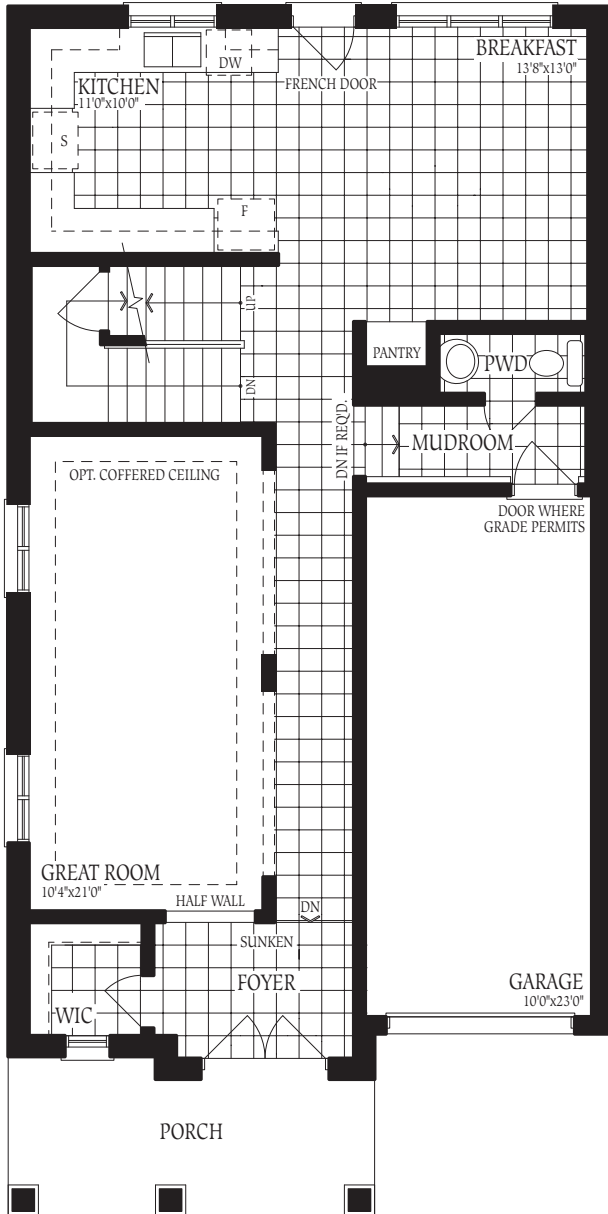 BREAKFAST
13'8"x13'0"
DW
FRENCH DOOR
KITCHEN
11'0"x10'0"
S
F
UP
PANTRY
PWD
DN
DN IF REQ'D.
MUDROOM
OPT. COFFERED CEILING
DOOR WHERE
GRADE PERMITS
GREAT ROOM
10'4"x21'0"
HALF WALL
DN
SUNKEN
FOYER
GARAGE
10'0"x23'0"
WIC
PORCH